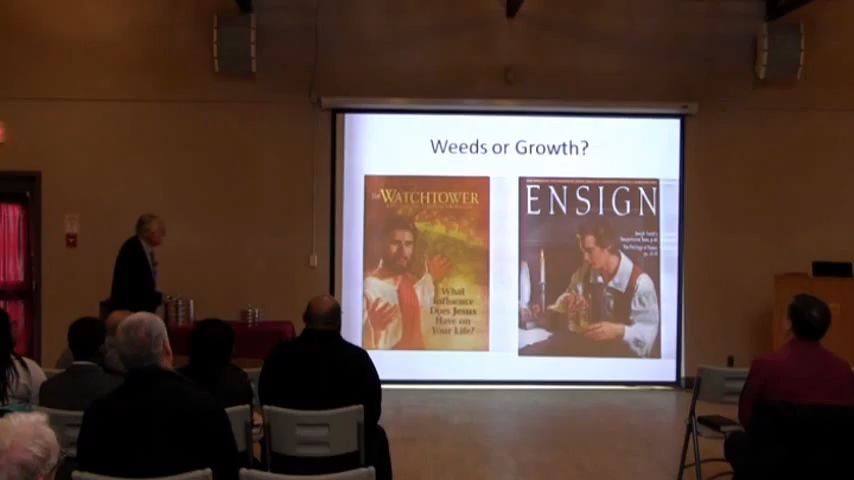 Weeds or Growth?
The WATCHTOWER
What
Influence
Does Jesus
Have on
Your Life?
ENSIGN